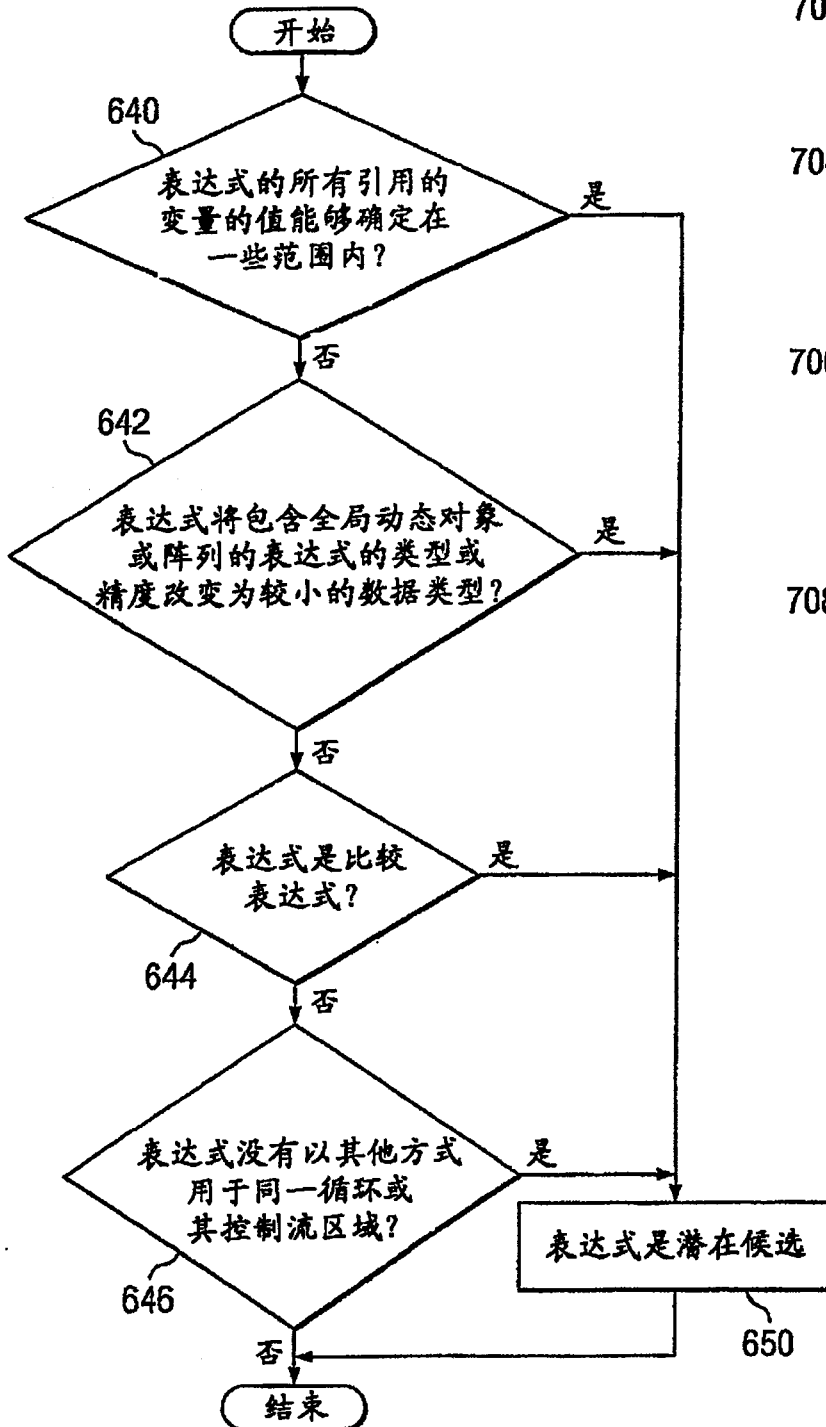 开始
640
表达式的所有引用的
变量的值能够确定在
一些范围内?
是
否
642
表达式将包含全局动态对象
或阵列的表达式的类型或
精度改变为较小的数据类型?
是
否
表达式是比较
表达式?
是
644
否
表达式没有以其他方式
用于同一循环或
其控制流区域?
是
646
表达式是潜在候选
650
否
结束